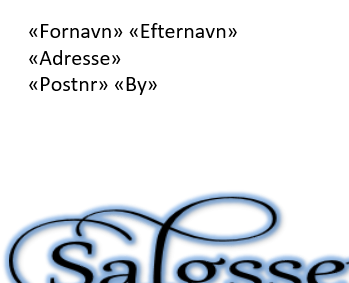 «Fornavn» «Efternavn»
«Adresse»
«Postnr» «By»